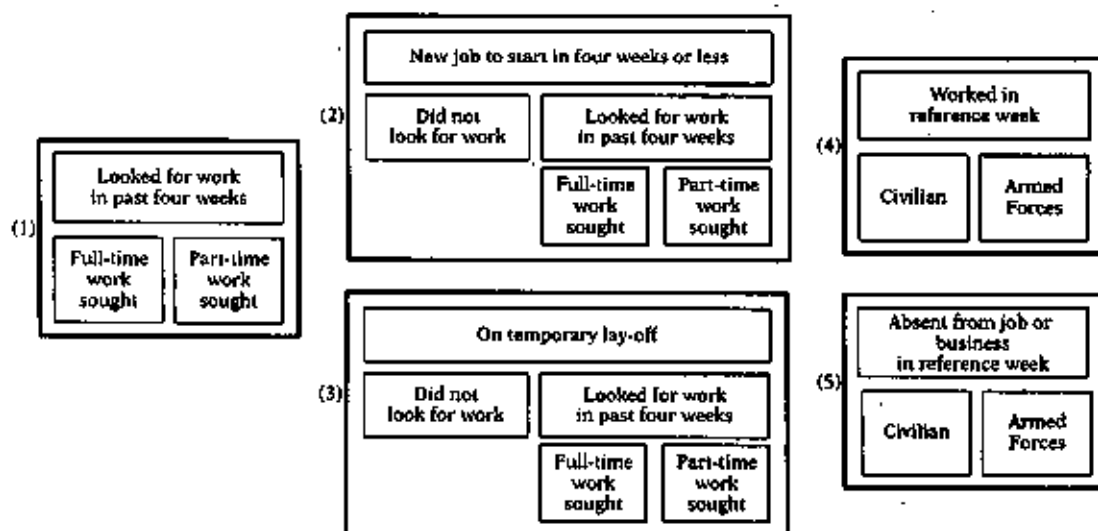 (1)
Looked for work
in past four weeks
Full-time
work
sought
Part-time
work
sought
(2)
New job to start in four weeks or less
Did not
look for work
Looked for work
in past four weeks
Full-time
work
sought
Part-time
work
sought
(3)
On temporary lay-off
Did not
look for work
Looked for work
in past four weeks
Full-time
work
sought
Part-time
work
sought
(4)
Worked in
reference week
Civilian
Armed
Forces
(5)
Absent from job or
business
in reference week
Civilian
Armed
Forces